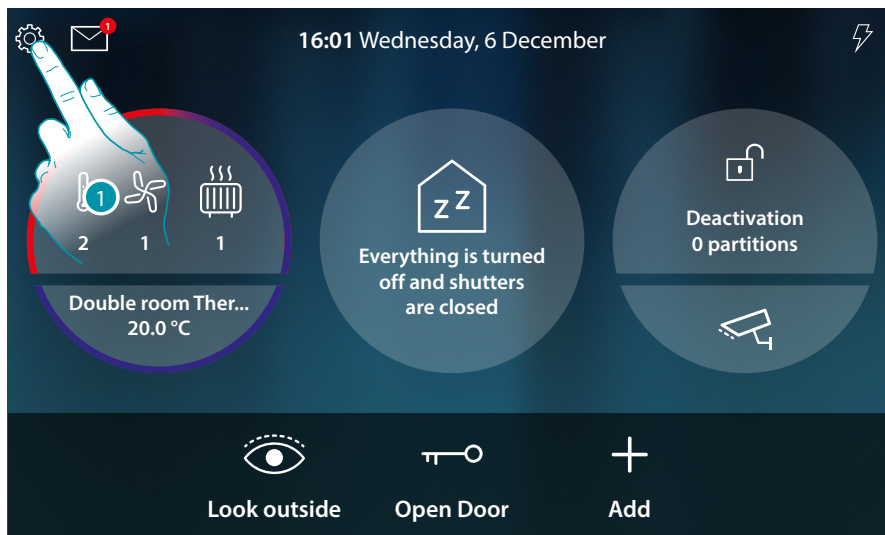 1
16:01 Wednesday, 6 December
1
2 1 1
Double room Ther...
20.0 °C
z Z
Everything is turned
off and shutters
are closed
Deactivation
0 partitions
Look outside
Open Door
Add